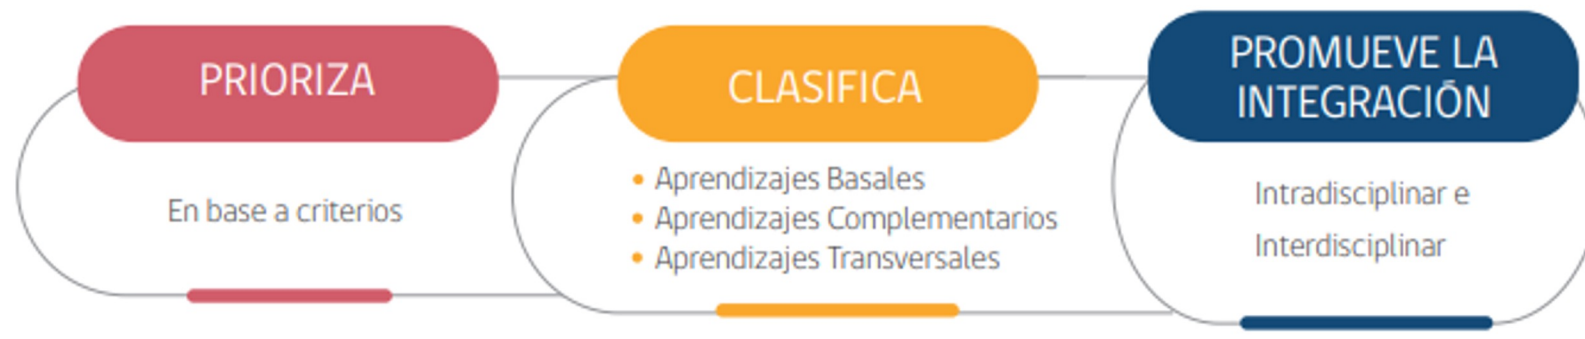 PRIORIZA
En base a criterios
CLASIFICA
• Aprendizajes Basales
• Aprendizajes Complementarios
• Aprendizajes Transversales
PROMUEVE LA
INTEGRACIÓN
Intradisciplinar e
Interdisciplinar